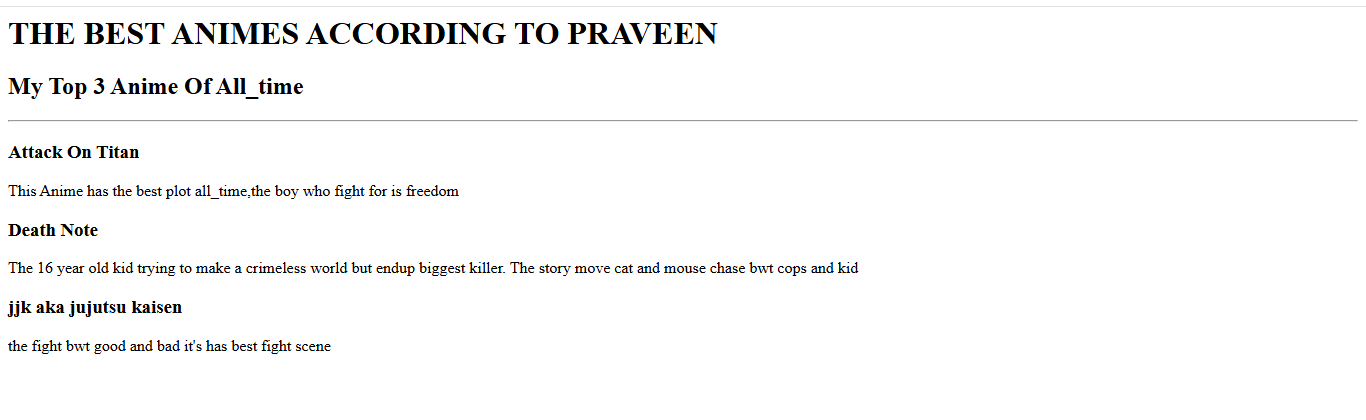 THE BEST ANIMES ACCORDING TO PRAVEEN
My Top 3 Anime Of All_time
Attack On Titan
This Anime has the best plot all_time,the boy who fight for is freedom
Death Note
The 16 year old kid trying to make a crimeless world but endup biggest killer. The story move cat and mouse chase bwt cops and kid
jjk aka jujutsu kaisen
the fight bwt good and bad it's has best fight scene